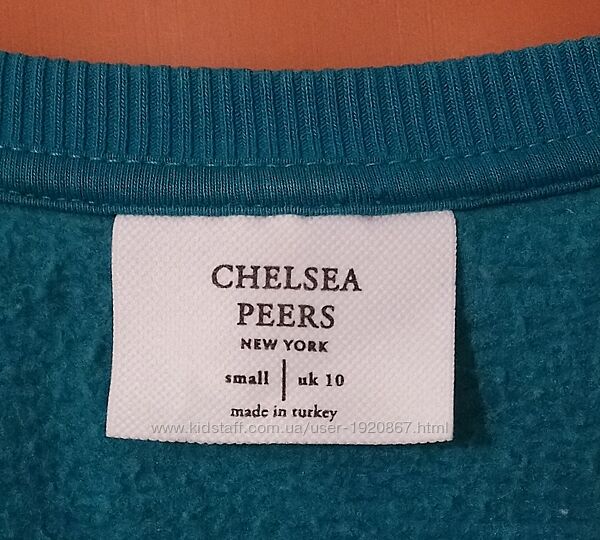 CHELSEA
PEERS
NEW YORK
small | uk 10
made in turkey
www.kidstaff.com.ua/user-1920867.html